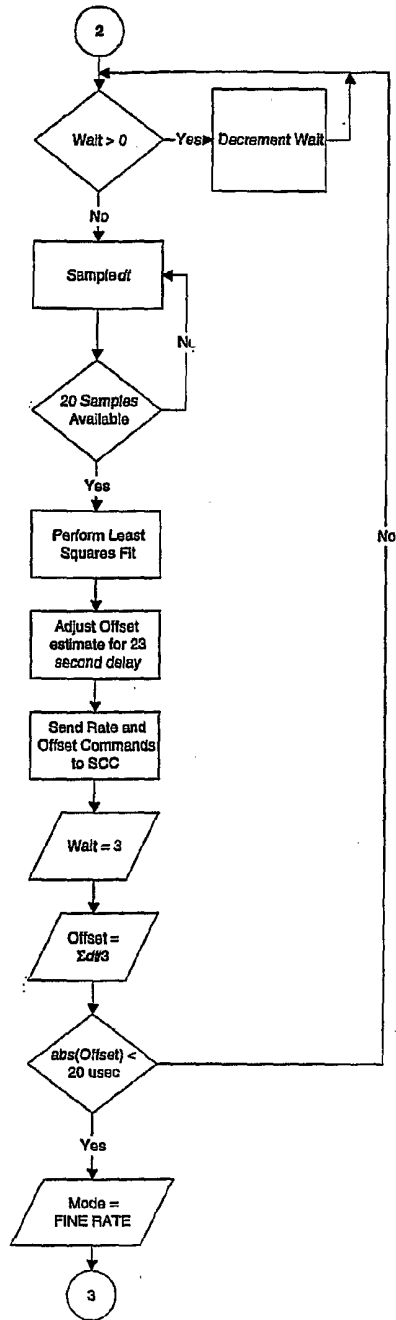 2
Wait > 0
Yes
Decrement Wait
No
Sample dt
No
20 Samples
Available
Yes
Perform Least
Squares Fit
No
Adjust Offset
estimate for 23
second delay
Send Rate and
Offset Commands
to SCC
Wait = 3
Offset =
Σdt/3
abs(Offset) <
20 usec
Yes
Mode =
FINE RATE
3